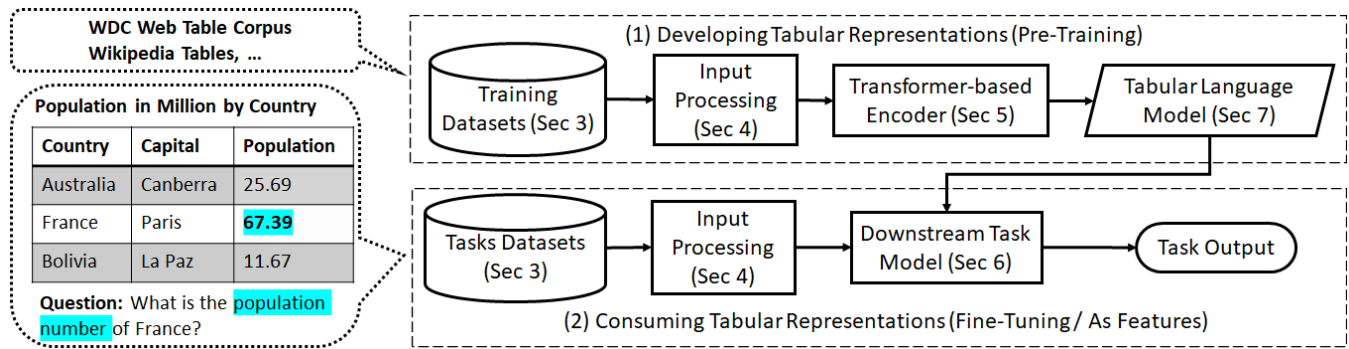 WDC Web Table Corpus
Wikipedia Tables, ...
Population in Million by Country
Country Capital Population
Australia Canberra 25.69
France Paris 67.39
Bolivia La Paz 11.67
Question: What is the population
number of France?
(1) Developing Tabular Representations (Pre-Training)
Training
Datasets (Sec 3)
Input
Processing
(Sec 4)
Transformer-based
Encoder (Sec 5)
Tabular Language
Model (Sec 7)
Tasks Datasets
(Sec 3)
Input
Processing
(Sec 4)
Downstream Task
Model (Sec 6)
Task Output
(2) Consuming Tabular Representations (Fine-Tuning / As Features)